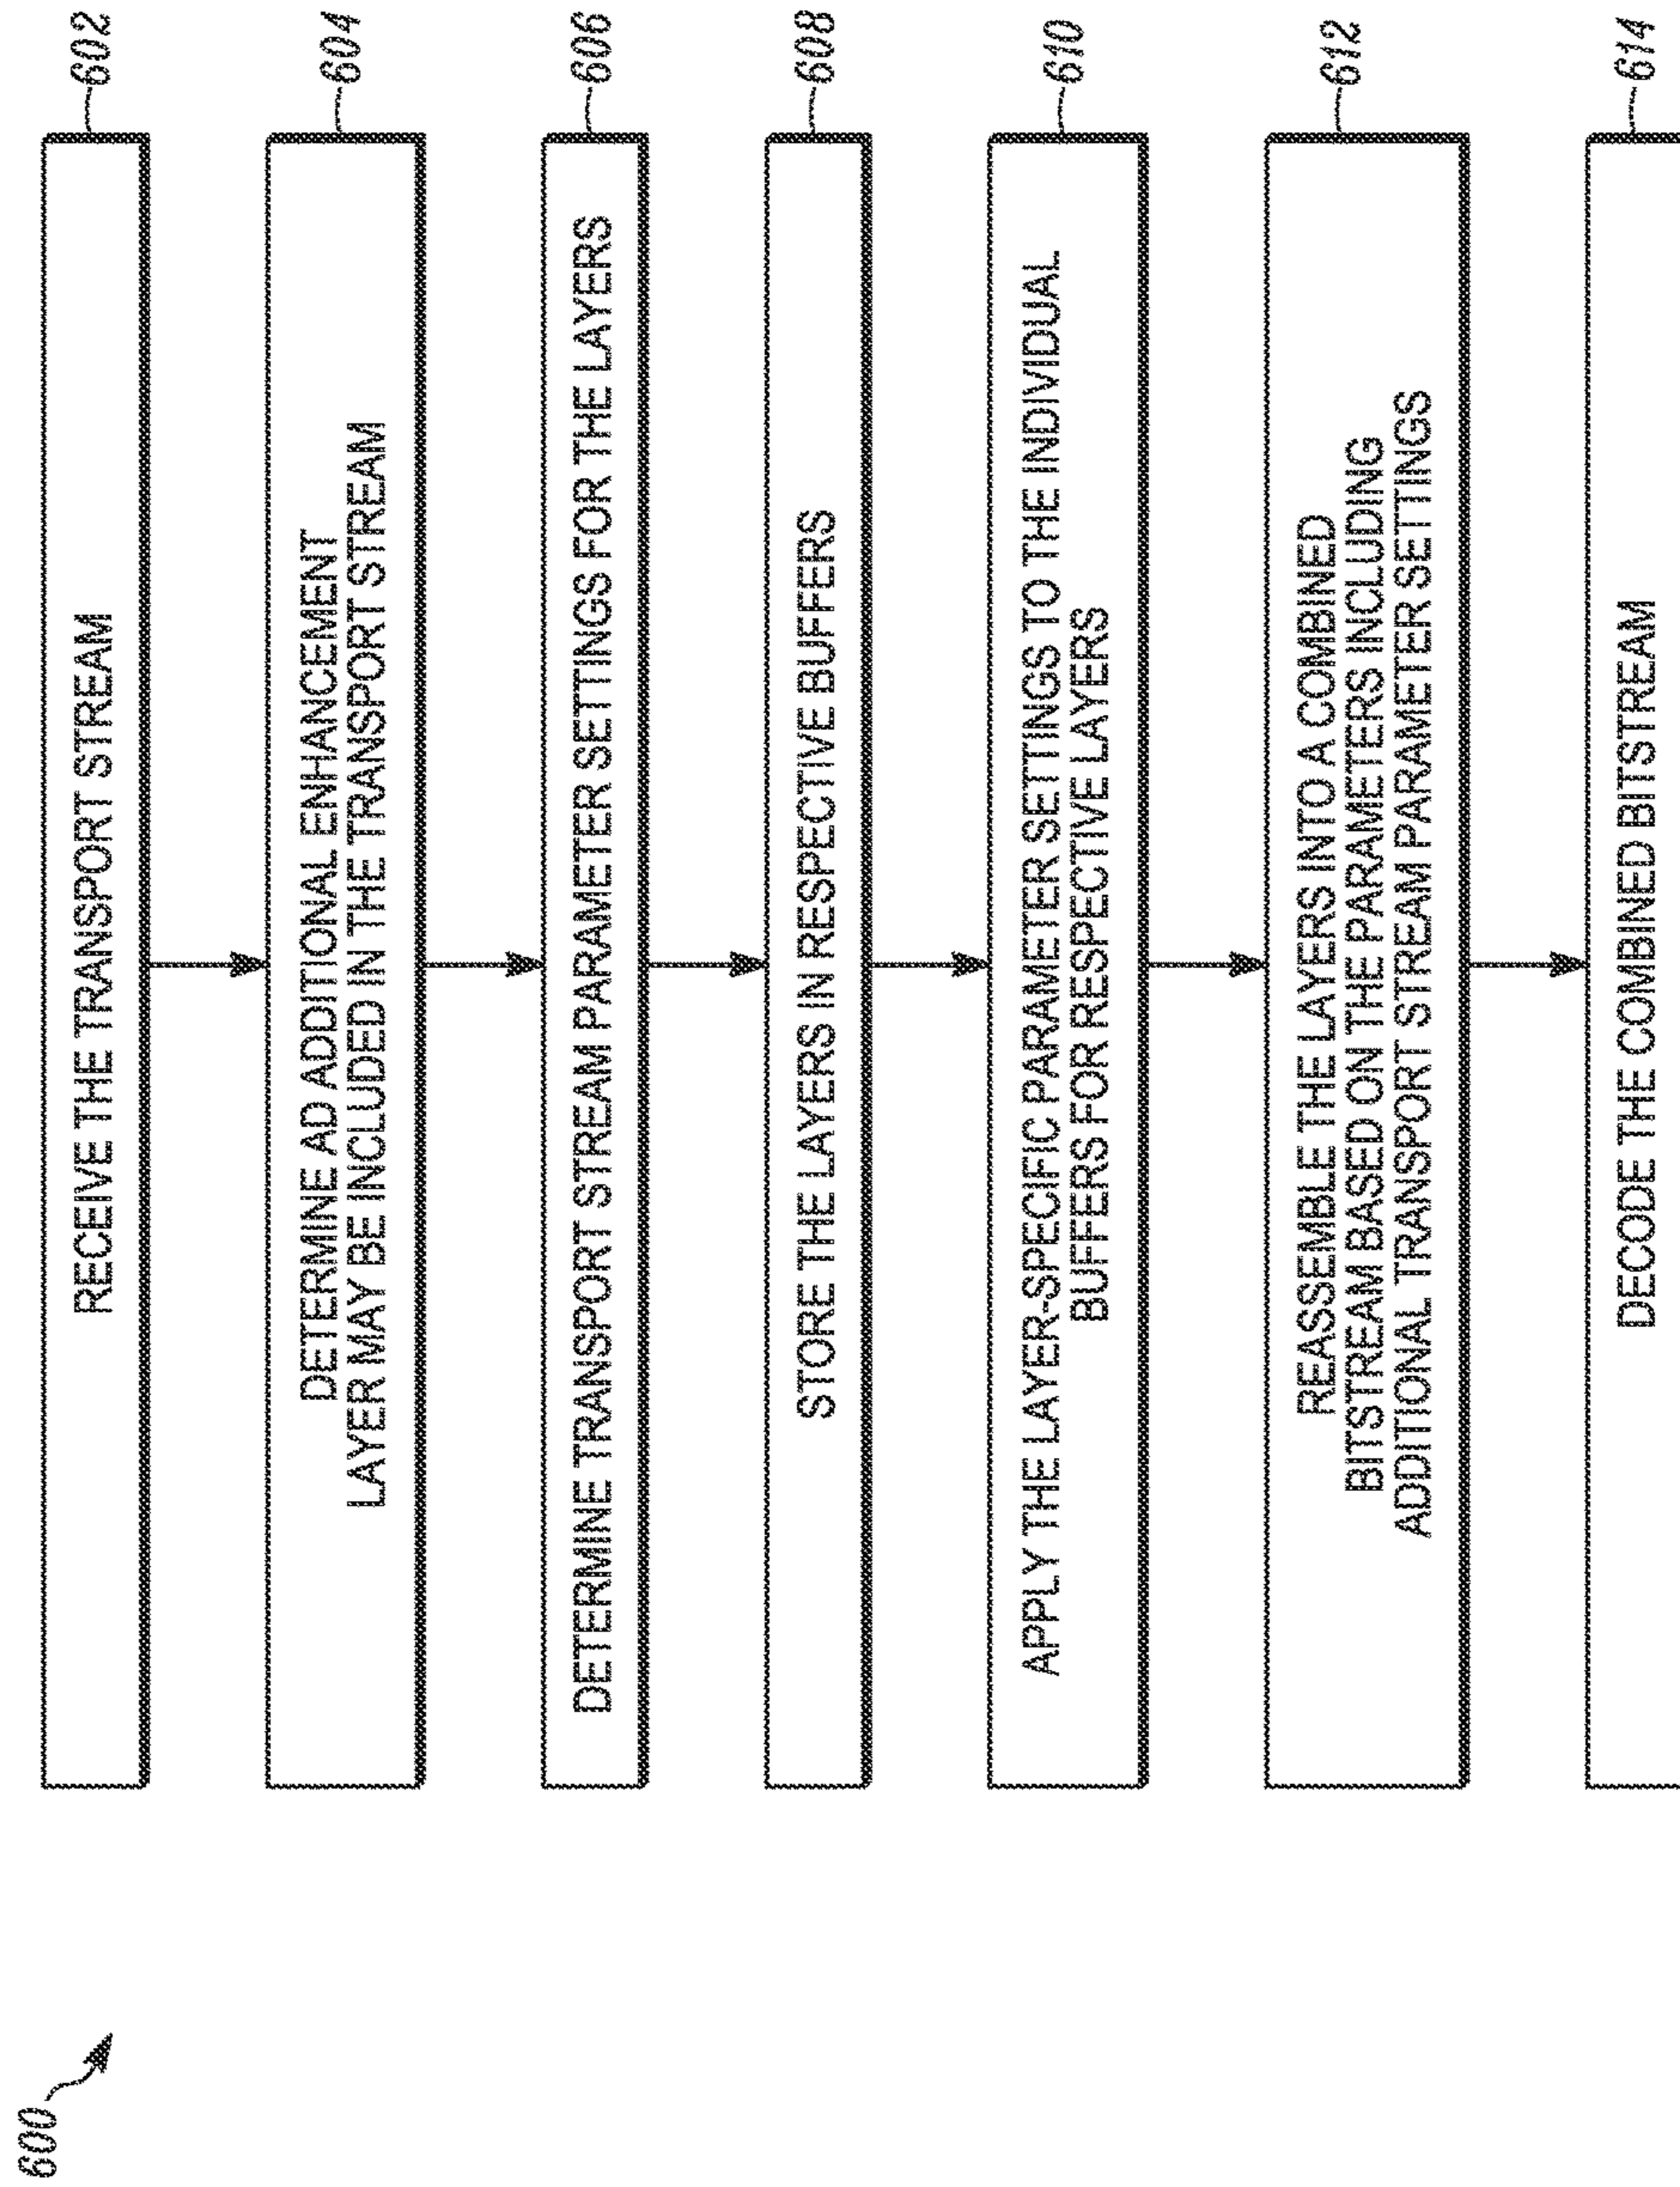 600
RECEIVE THE TRANSPORT STREAM
602
DETERMINE AD ADDITIONAL ENHANCEMENT
LAYER MAY BE INCLUDED IN THE TRANSPORT STREAM
604
DETERMINE TRANSPORT STREAM PARAMETER SETTINGS FOR THE LAYERS
606
STORE THE LAYERS IN RESPECTIVE BUFFERS
608
APPLY THE LAYER-SPECIFIC PARAMETER SETTINGS TO THE INDIVIDUAL
BUFFERS FOR RESPECTIVE LAYERS
610
REASSEMBLE THE LAYERS INTO A COMBINED
BITSTREAM BASED ON THE PARAMETERS INCLUDING
ADDITIONAL TRANSPORT STREAM PARAMETER SETTINGS
612
DECODE THE COMBINED BITSTREAM
614